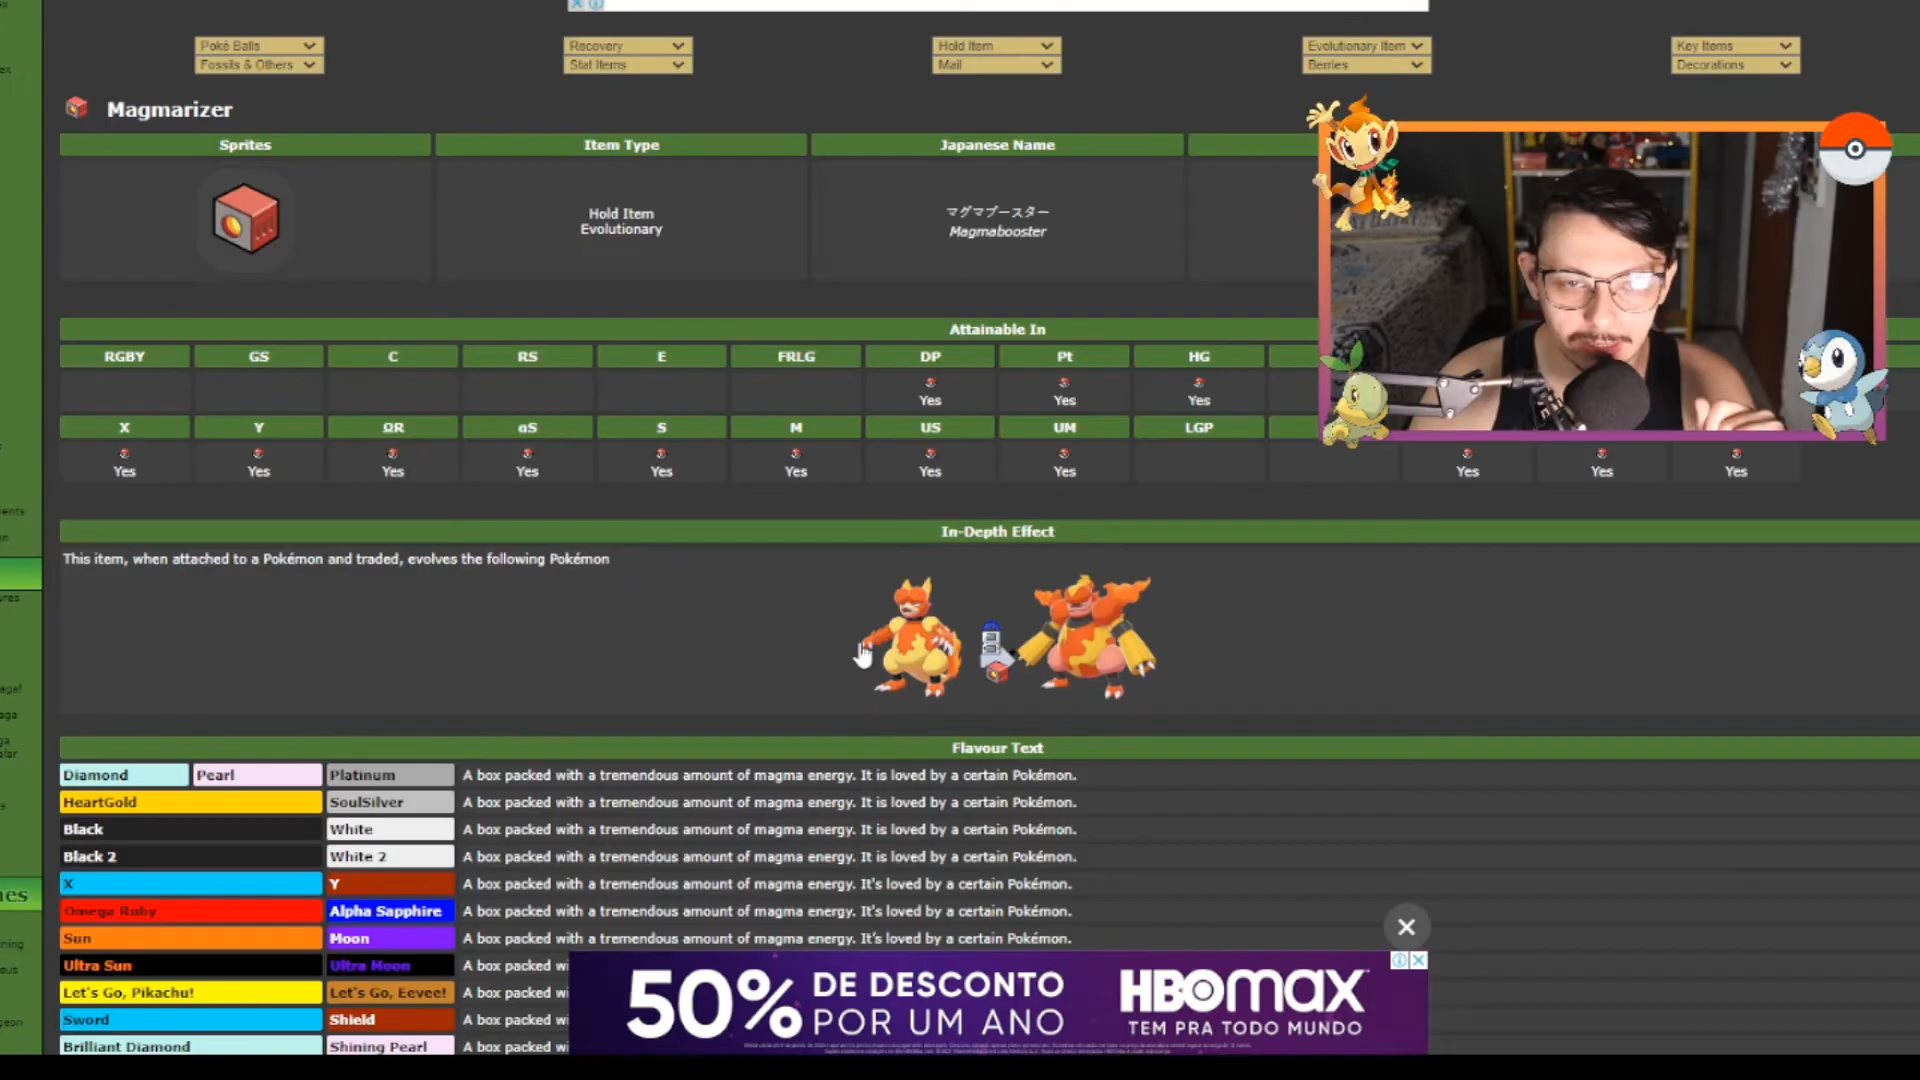 Poké Balls
Fossils & Others
Recovery
Stat Items
Hold Item
Mail
Evolutionary Item
Berries
Key Items
Decorations
Magmarizer
Sprites
Item Type
Japanese Name
Hold Item
Evolutionary
マグマブースター
Magmabooster
Attainable In
RGBY GS C RS E FRLG DP Pt HG
Yes Yes Yes
X Y ΩR αS S M US UM LGP
Yes Yes Yes Yes Yes Yes Yes Yes Yes Yes Yes
In-Depth Effect
This item, when attached to a Pokémon and traded, evolves the following Pokémon
Flavour Text
Diamond Pearl Platinum A box packed with a tremendous amount of magma energy. It is loved by a certain Pokémon.
HeartGold SoulSilver A box packed with a tremendous amount of magma energy. It is loved by a certain Pokémon.
Black White A box packed with a tremendous amount of magma energy. It is loved by a certain Pokémon.
Black 2 White 2 A box packed with a tremendous amount of magma energy. It is loved by a certain Pokémon.
X Y A box packed with a tremendous amount of magma energy. It's loved by a certain Pokémon.
Omega Ruby Alpha Sapphire A box packed with a tremendous amount of magma energy. It's loved by a certain Pokémon.
Sun Moon A box packed with a tremendous amount of magma energy. It's loved by a certain Pokémon.
Ultra Sun Ultra Moon A box packed
Let's Go, Pikachu! Let's Go, Eevee! A box packed wi
Sword Shield A box packed wi
Brilliant Diamond Shining Pearl A box packed wi
50% DE DESCONTO
POR UM ANO
HBOmax
TEM PRA TODO MUNDO